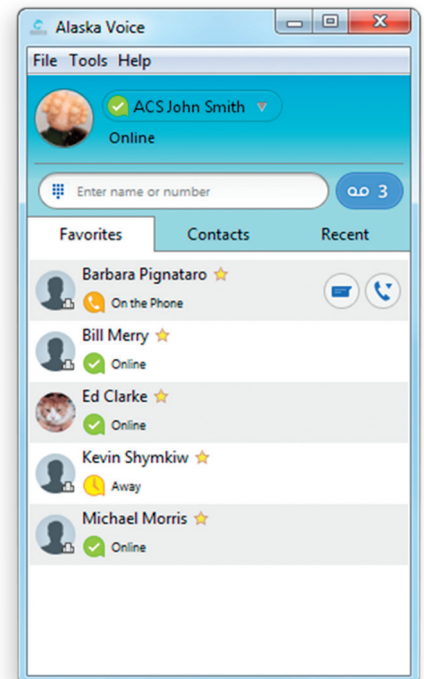 Alaska Voice
File Tools Help
ACS John Smith
Online
Enter name or number
3
Favorites Contacts Recent
Barbara Pignataro
On the Phone
Bill Merry
Online
Ed Clarke
Online
Kevin Shymkiw
Away
Michael Morris
Online